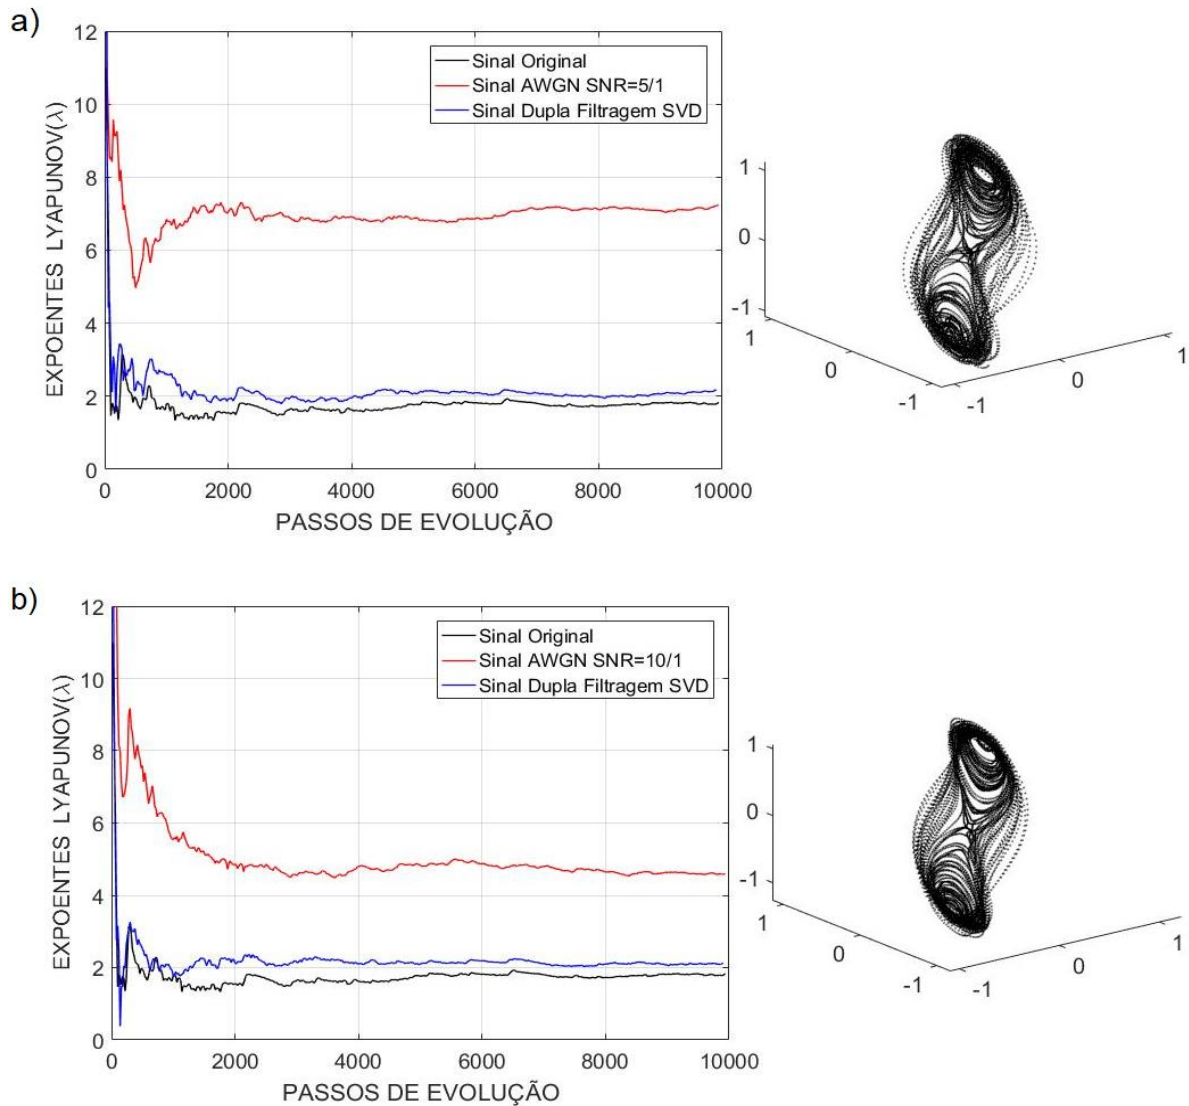 a)
12
10
8
6
4
2
0
EXPOENTES LYAPUNOV(λ)
Sinal Original
Sinal AWGN SNR=5/1
Sinal Dupla Filtragem SVD
0 2000 4000 6000 8000 10000
PASSOS DE EVOLUÇÃO
1
0
-1
1
0
-1
-1
0
1
b)
12
10
8
6
4
2
0
EXPOENTES LYAPUNOV(λ)
Sinal Original
Sinal AWGN SNR=10/1
Sinal Dupla Filtragem SVD
0 2000 4000 6000 8000 10000
PASSOS DE EVOLUÇÃO
1
0
-1
1
0
-1
-1
0
1